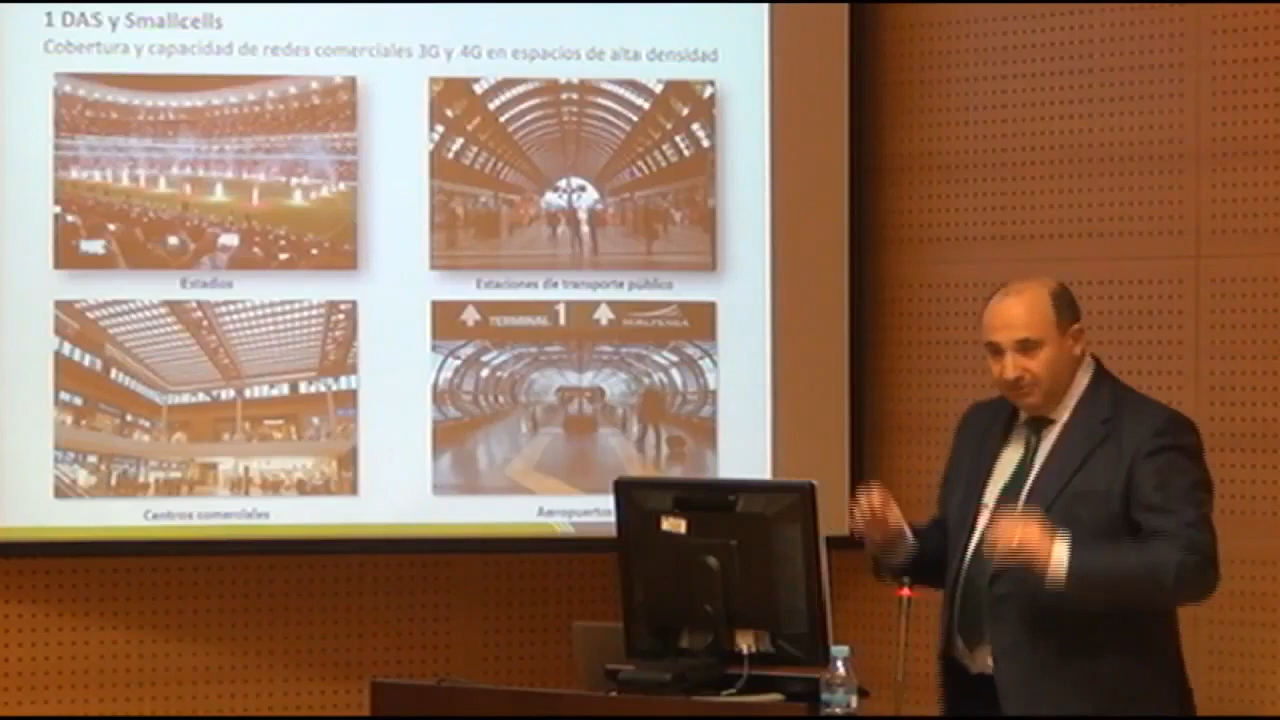 1 DAS y Smallcells
Cobertura y capacidad de redes comerciales 3G y 4G en espacios de alta densidad
Estadios
Estaciones de transporte público
TERMINAL 1
Centros comerciales
Aeropuerto